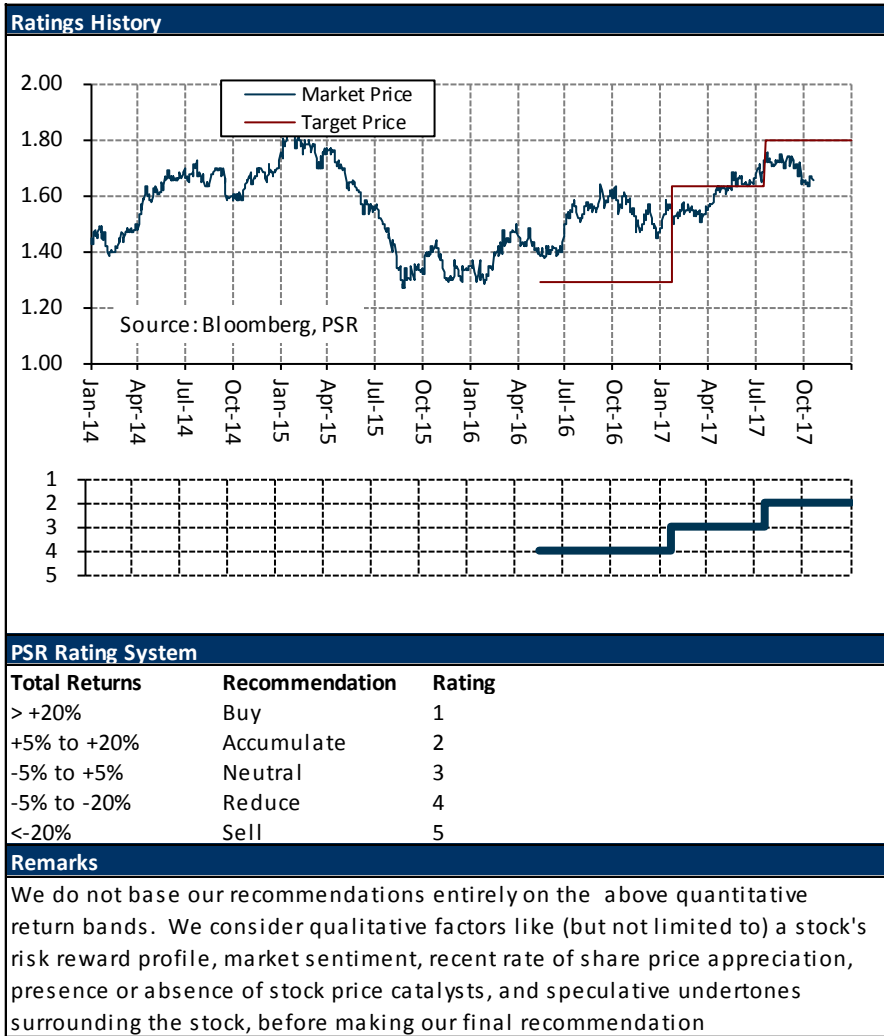 Ratings History
2.00
1.80
1.60
1.40
1.20
1.00
Market Price
Target Price
Source: Bloomberg, PSR
Jan-14
Apr-14
Jul-14
Oct-14
Jan-15
Apr-15
Jul-15
Oct-15
Jan-16
Apr-16
Jul-16
Oct-16
Jan-17
Apr-17
Jul-17
Oct-17
1
2
3
4
5
PSR Rating System
Total Returns Recommendation Rating
> +20% Buy 1
+5% to +20% Accumulate 2
-5% to +5% Neutral 3
-5% to -20% Reduce 4
<-20% Sell 5
Remarks
We do not base our recommendations entirely on the above quantitative
return bands. We consider qualitative factors like (but not limited to) a stock's
risk reward profile, market sentiment, recent rate of share price appreciation,
presence or absence of stock price catalysts, and speculative undertones
surrounding the stock, before making our final recommendation